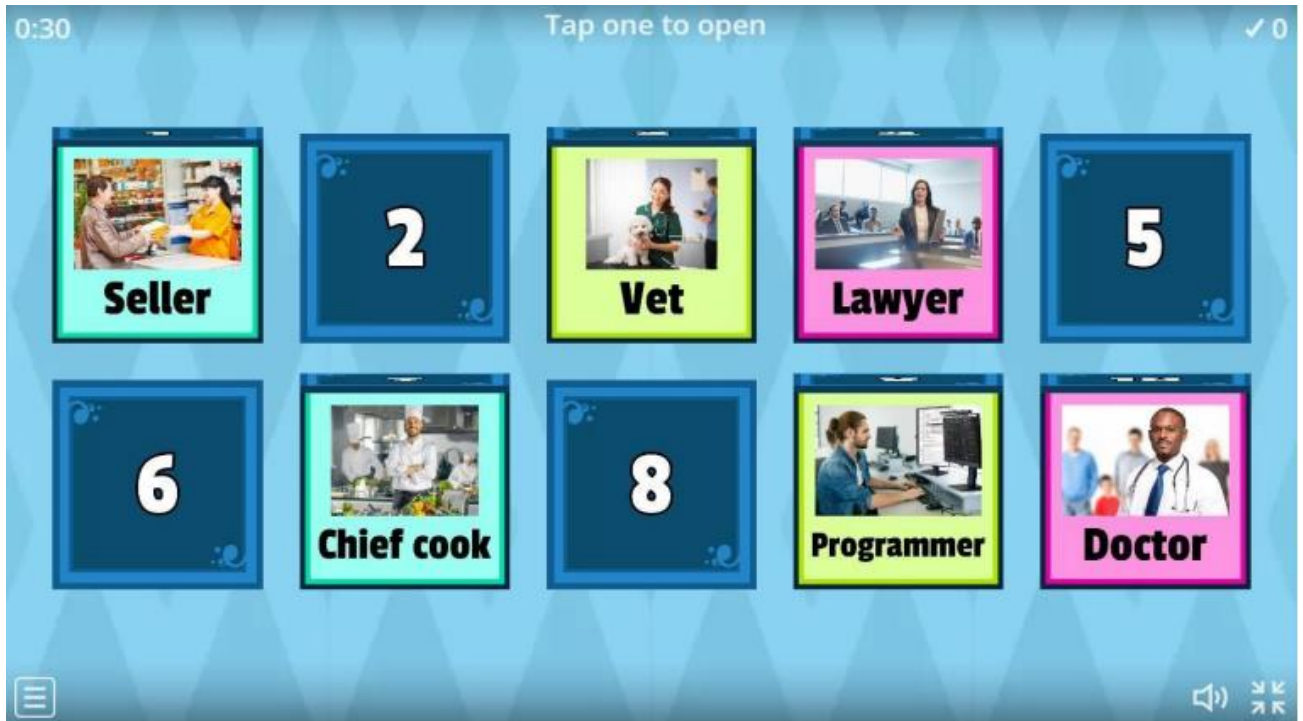 0:30
Tap one to open
✓ 0
Seller
2
Vet
Lawyer
5
6
Chief cook
8
Programmer
Doctor